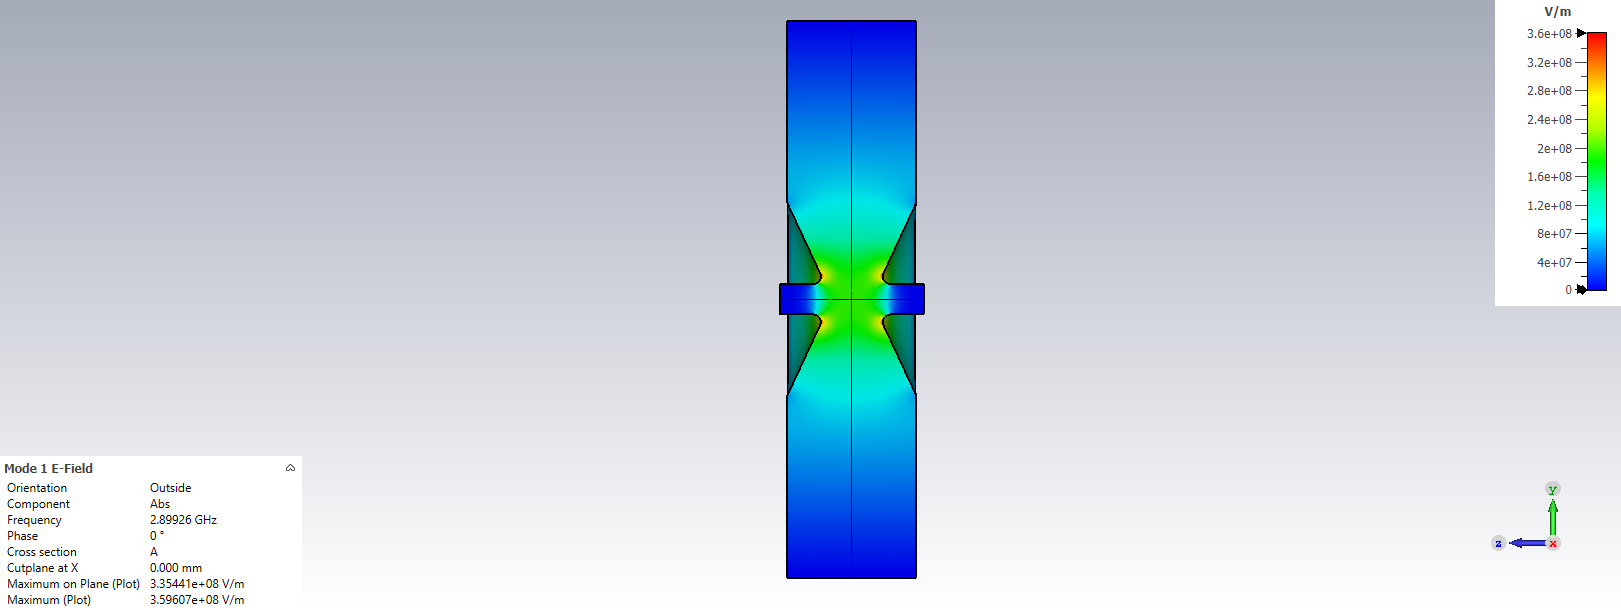 V/m
3.6e+08
3.2e+08
2.8e+08
2.4e+08
2e+08
1.6e+08
1.2e+08
8e+07
4e+07
0
Mode 1 E-Field
Orientation Outside
Component Abs
Frequency 2.89926 GHz
Phase 0 °
Cross section A
Cutplane at X 0.000 mm
Maximum on Plane (Plot) 3.35441e+08 V/m
Maximum (Plot) 3.59607e+08 V/m
y
z x